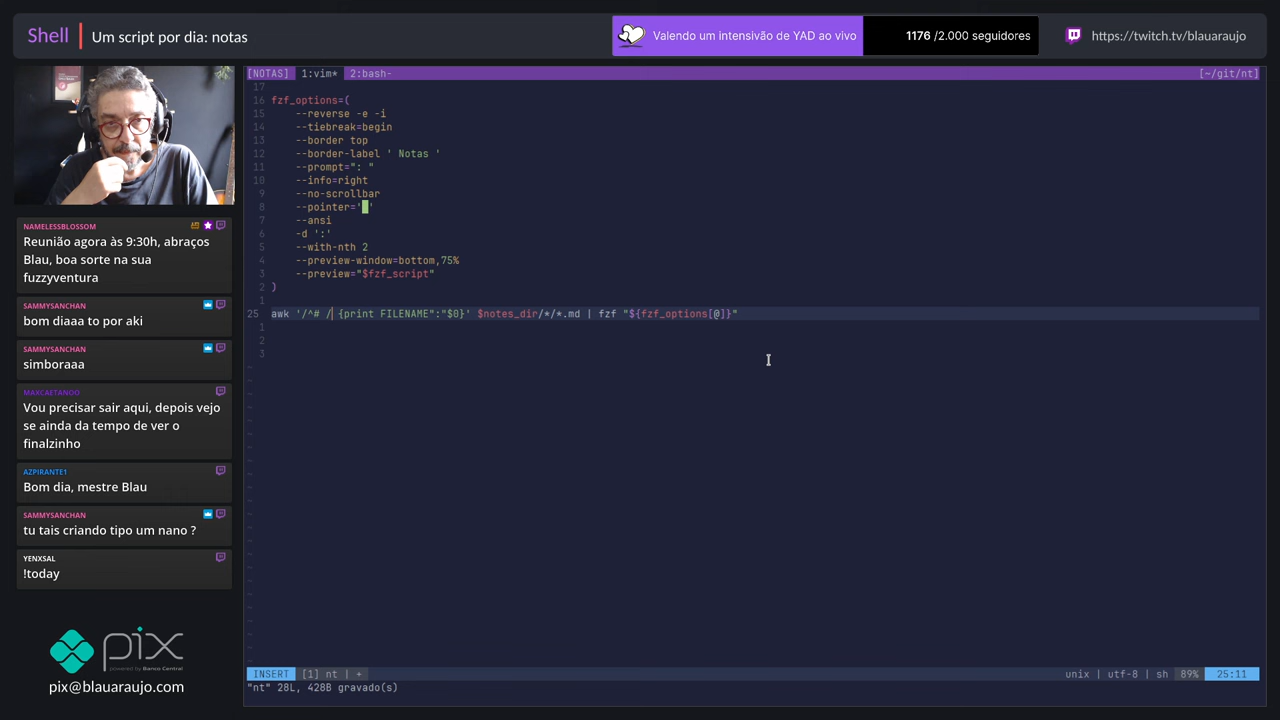 Shell | Um script por dia: notas
Valendo um intensivão de YAD ao vivo
1176 /2.000 seguidores
https://twitch.tv/blauaraujo
NAMELESSBLOSSOM
Reunião agora às 9:30h, abraços
Blau, boa sorte na sua
fuzzyventura
SAMMYSANCHAN
bom diaaa to por aki
SAMMYSANCHAN
simboraaa
MAXCAETANOO
Vou precisar sair aqui, depois vejo
se ainda da tempo de ver o
finalzinho
AZPIRANTE1
Bom dia, mestre Blau
SAMMYSANCHAN
tu tais criando tipo um nano ?
YENXSAL
!today
pix
powered by Banco Central
pix@blauaraujo.com
[NOTAS] 1:vim* 2:bash- [~/git/nt]
17
16 fzf_options=(
15 --reverse -e -i
14 --tiebreak=begin
13 --border top
12 --border-label ' Notas '
11 --prompt=": "
10 --info=right
9 --no-scrollbar
8 --pointer='█'
7 --ansi
6 -d ':'
5 --with-nth 2
4 --preview-window=bottom,75%
3 --preview="$fzf_script"
2 )
1
25 awk '/^# / {print FILENAME":"$0}' $notes_dir/*/*.md | fzf "${fzf_options[@]}"
1
2
3
INSERT [1] nt | + unix | utf-8 | sh 89% 25:11
"nt" 28L, 428B gravado(s)